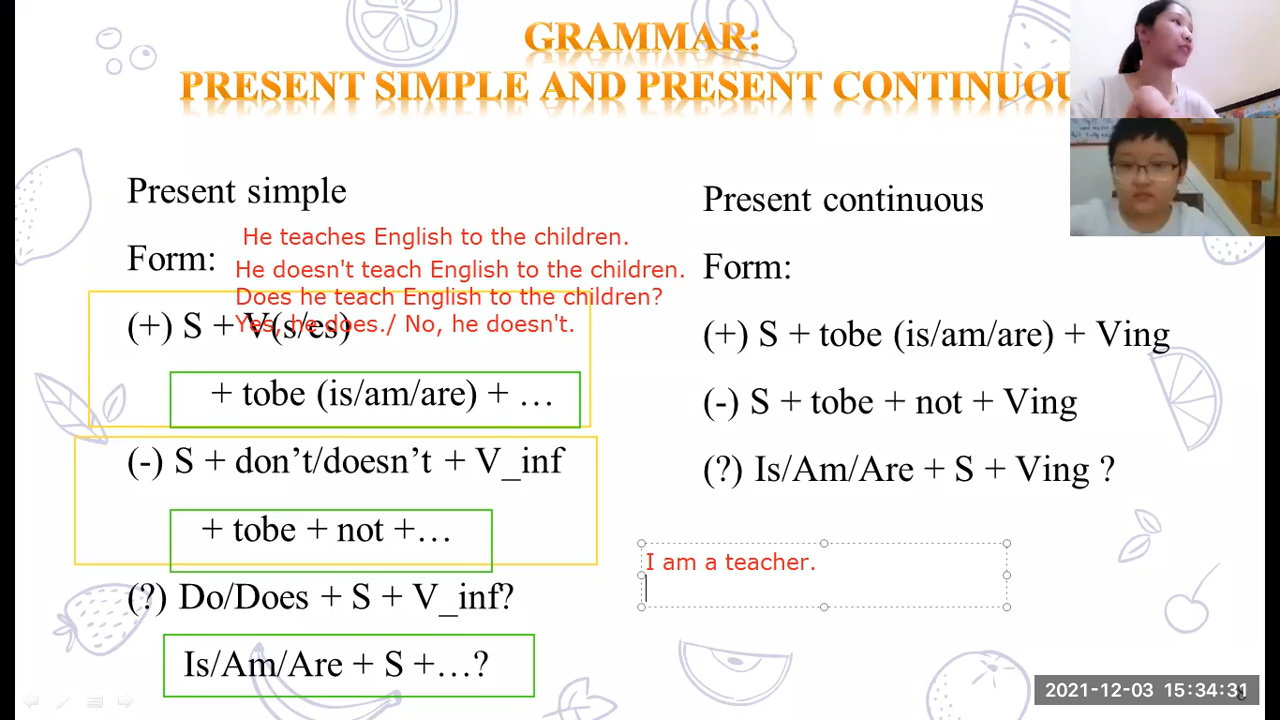 GRAMMAR:
PRESENT SIMPLE AND PRESENT CONTINUOU
Present simple
He teaches English to the children.
Form:
He doesn't teach English to the children.
Does he teach English to the children?
Yes, he does./ No, he doesn't.
(+) S + V(s/es)
+ tobe (is/am/are) + …
(-) S + don’t/doesn’t + V_inf
+ tobe + not +…
(?) Do/Does + S + V_inf?
Is/Am/Are + S +…?
Present continuous
Form:
(+) S + tobe (is/am/are) + Ving
(-) S + tobe + not + Ving
(?) Is/Am/Are + S + Ving ?
I am a teacher.
2021-12-03 15:34:31